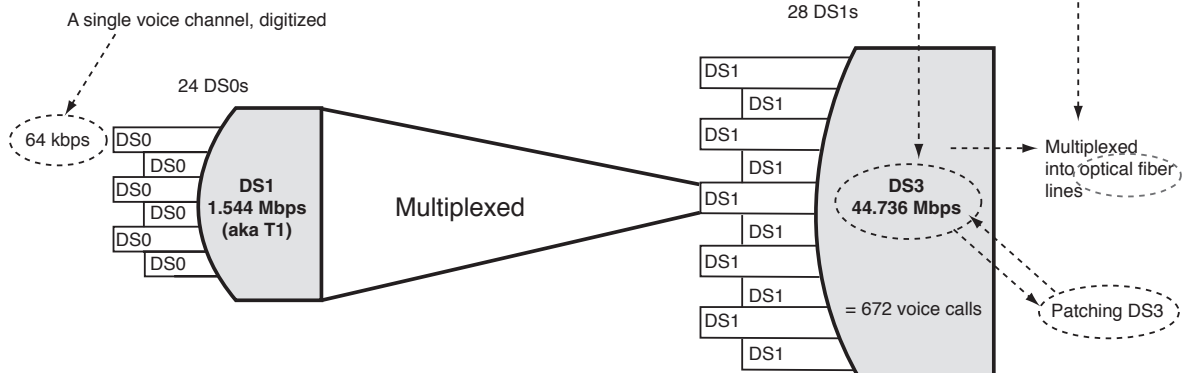 A single voice channel, digitized
28 DS1s
24 DS0s
64 kbps
DS0
DS0
DS0
DS0
DS0
DS0
DS1
1.544 Mbps
(aka T1)
Multiplexed
DS1
DS1
DS1
DS1
DS1
DS1
DS1
DS1
DS1
DS1
DS3
44.736 Mbps
= 672 voice calls
Multiplexed
into optical fiber
lines
Patching DS3